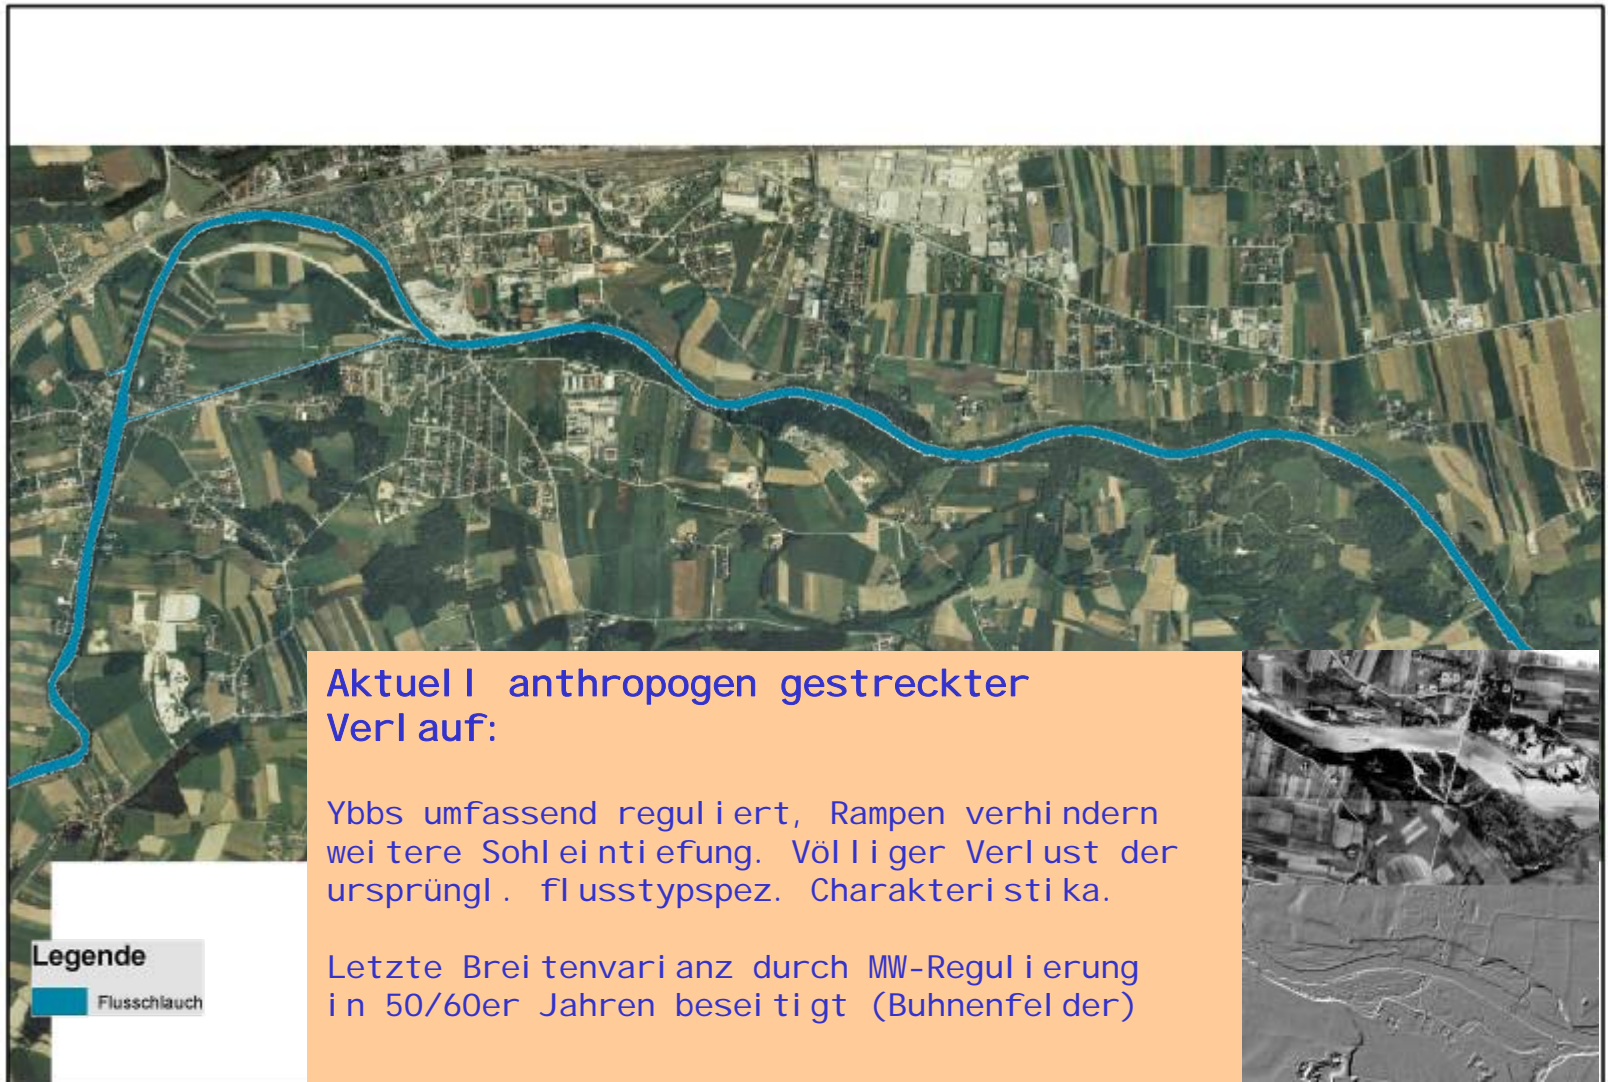 Aktuell anthropogen gestreckter
Verlauf:
Ybbs umfassend reguliert, Rampen verhindern
weitere Sohleintiefung. Völliger Verlust der
ursprüngl. flusstypspez. Charakteristika.
Letzte Breitenvarianz durch MW-Regulierung
in 50/60er Jahren beseitigt (Buhnenfelder)
Legende
Flusschlauch